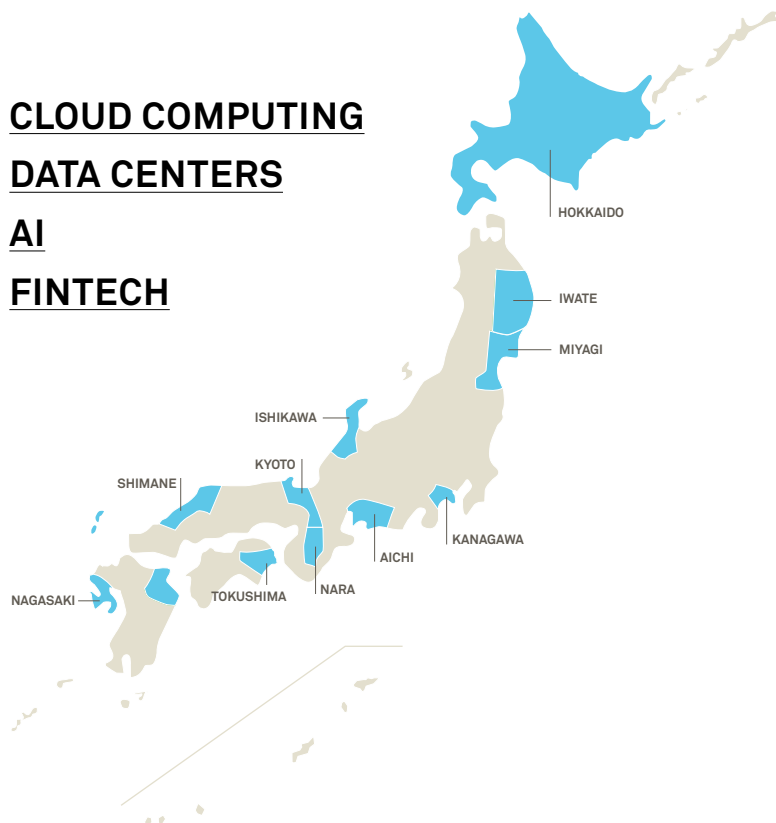 CLOUD COMPUTING
DATA CENTERS
AI
FINTECH
HOKKAIDO
IWATE
MIYAGI
ISHIKAWA
KYOTO
SHIMANE
KANAGAWA
AICHI
NARA
TOKUSHIMA
NAGASAKI